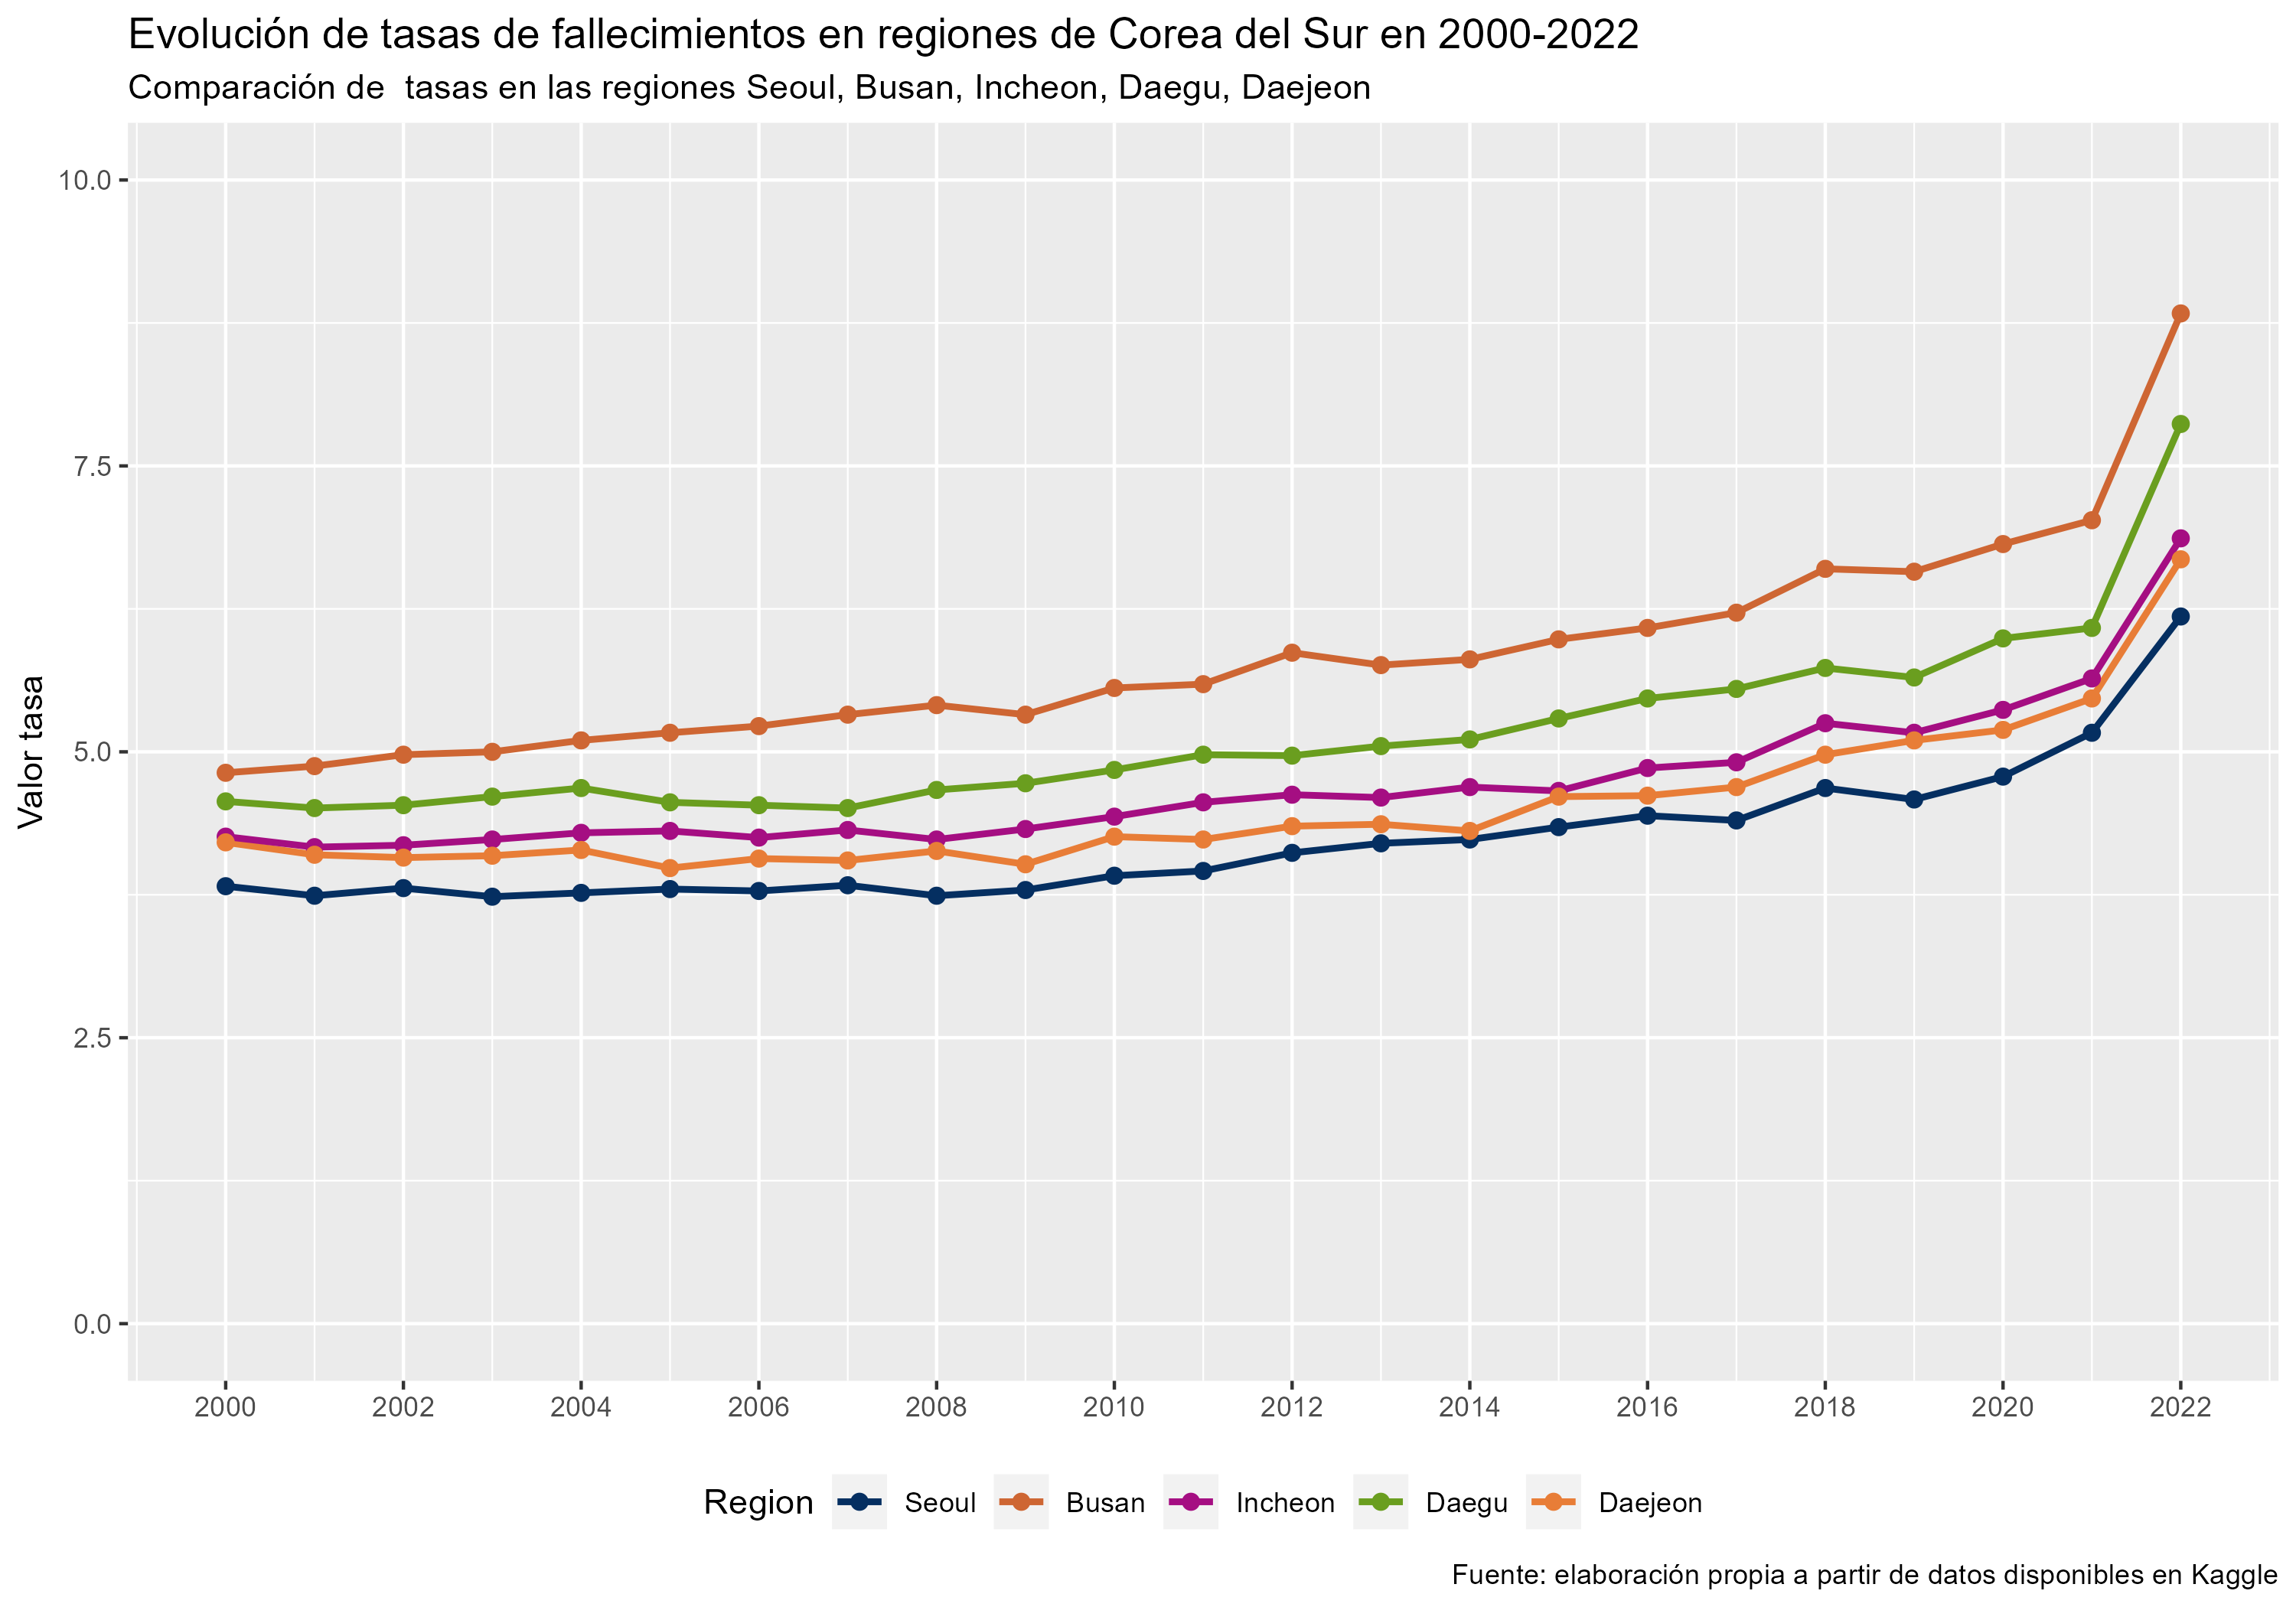 Evolución de tasas de fallecimientos en regiones de Corea del Sur en 2000-2022
Comparación de  tasas en las regiones Seoul, Busan, Incheon, Daegu, Daejeon
Valor tasa
10.0
7.5
5.0
2.5
0.0
2000 2002 2004 2006 2008 2010 2012 2014 2016 2018 2020 2022
Region Seoul Busan Incheon Daegu Daejeon
Fuente: elaboración propia a partir de datos disponibles en Kaggle